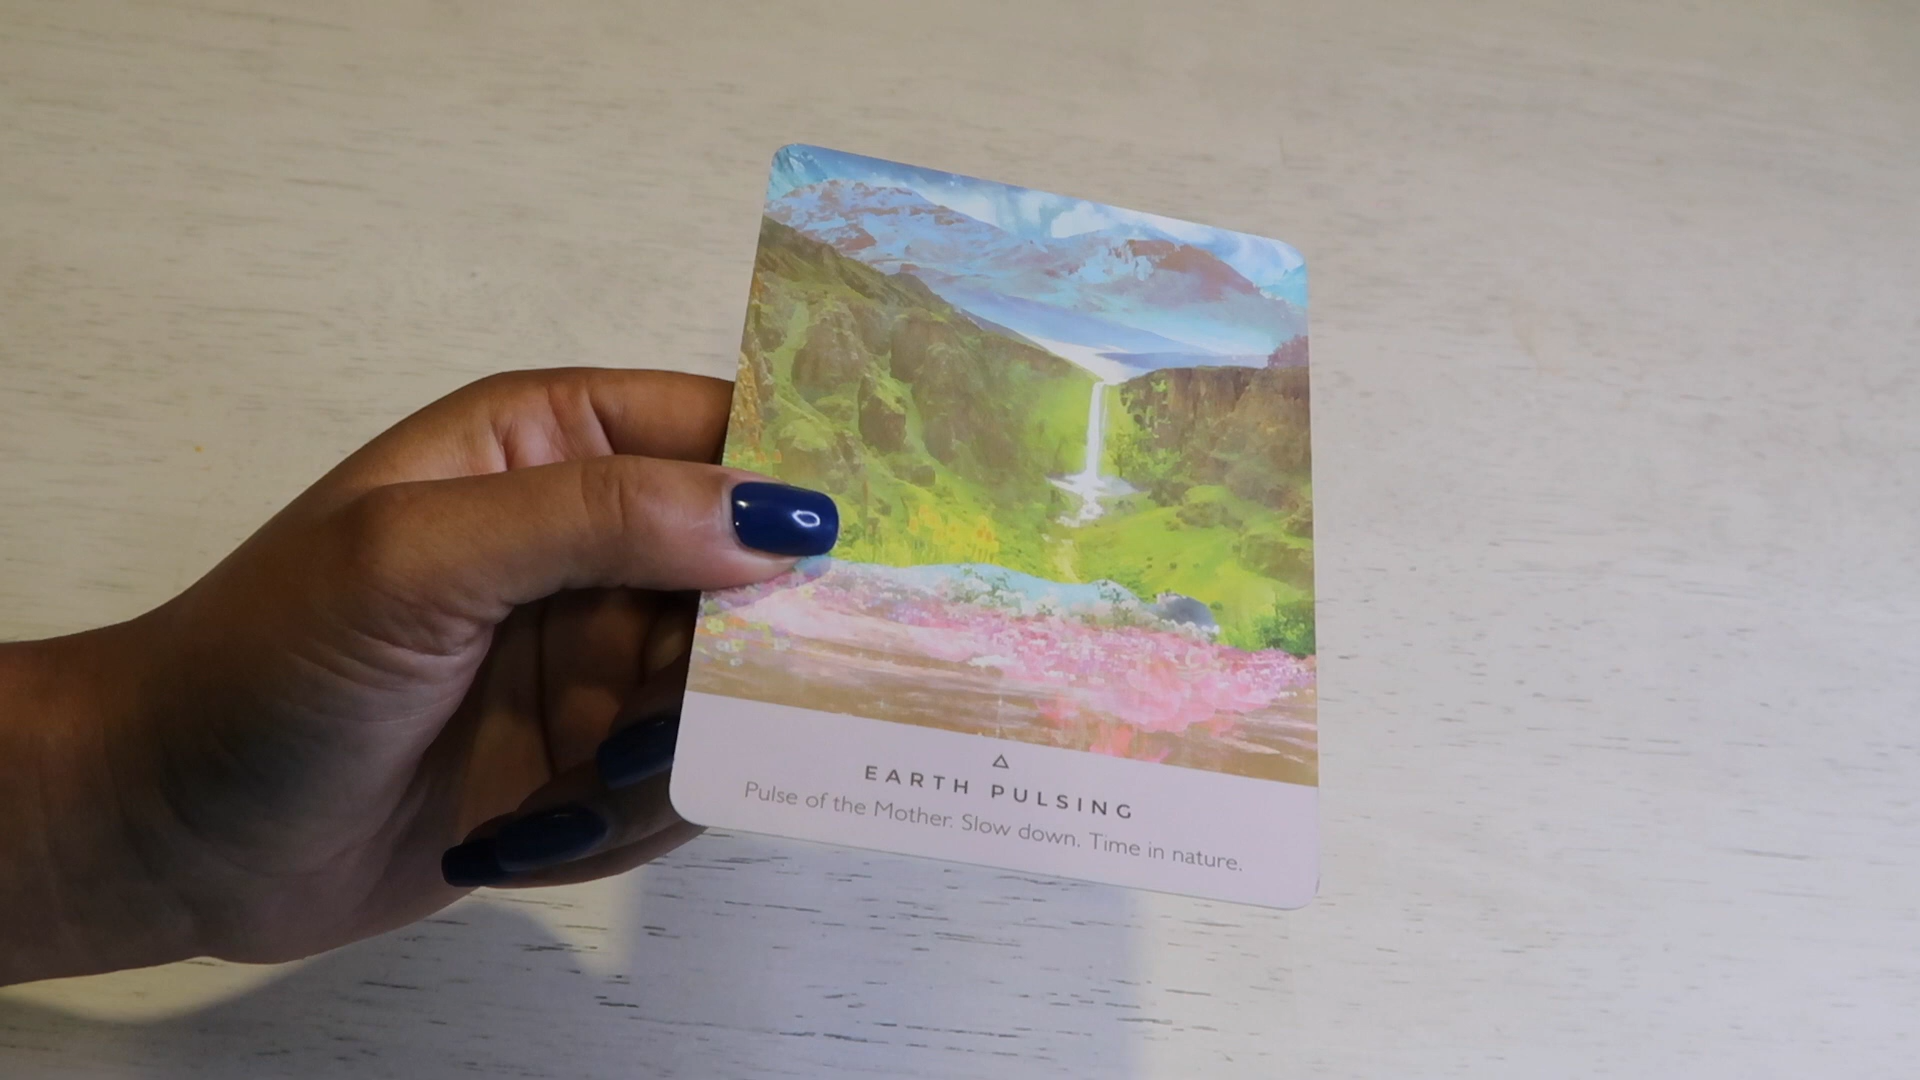 EARTH PULSING
Pulse of the Mother. Slow down. Time in nature.